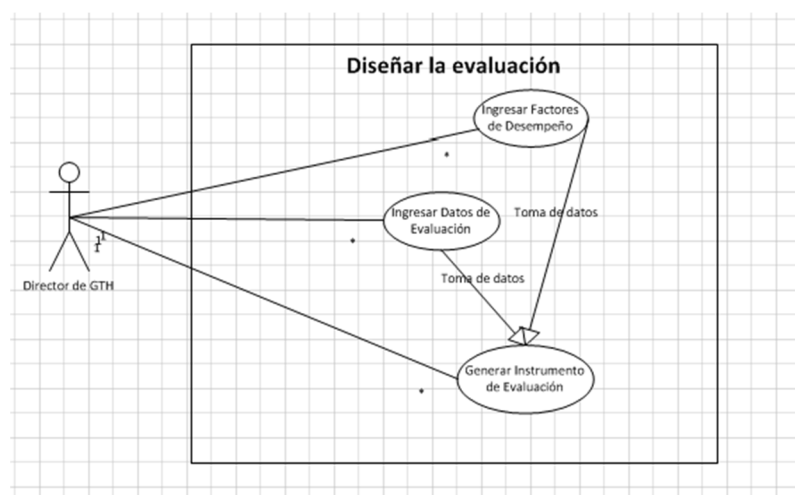 Diseñar la evaluación
Ingresar Factores
de Desempeño
Ingresar Datos de
Evaluación
Toma de datos
Toma de datos
Generar Instrumento
de Evaluación
Director de GTH
1
1
1
*
*
*